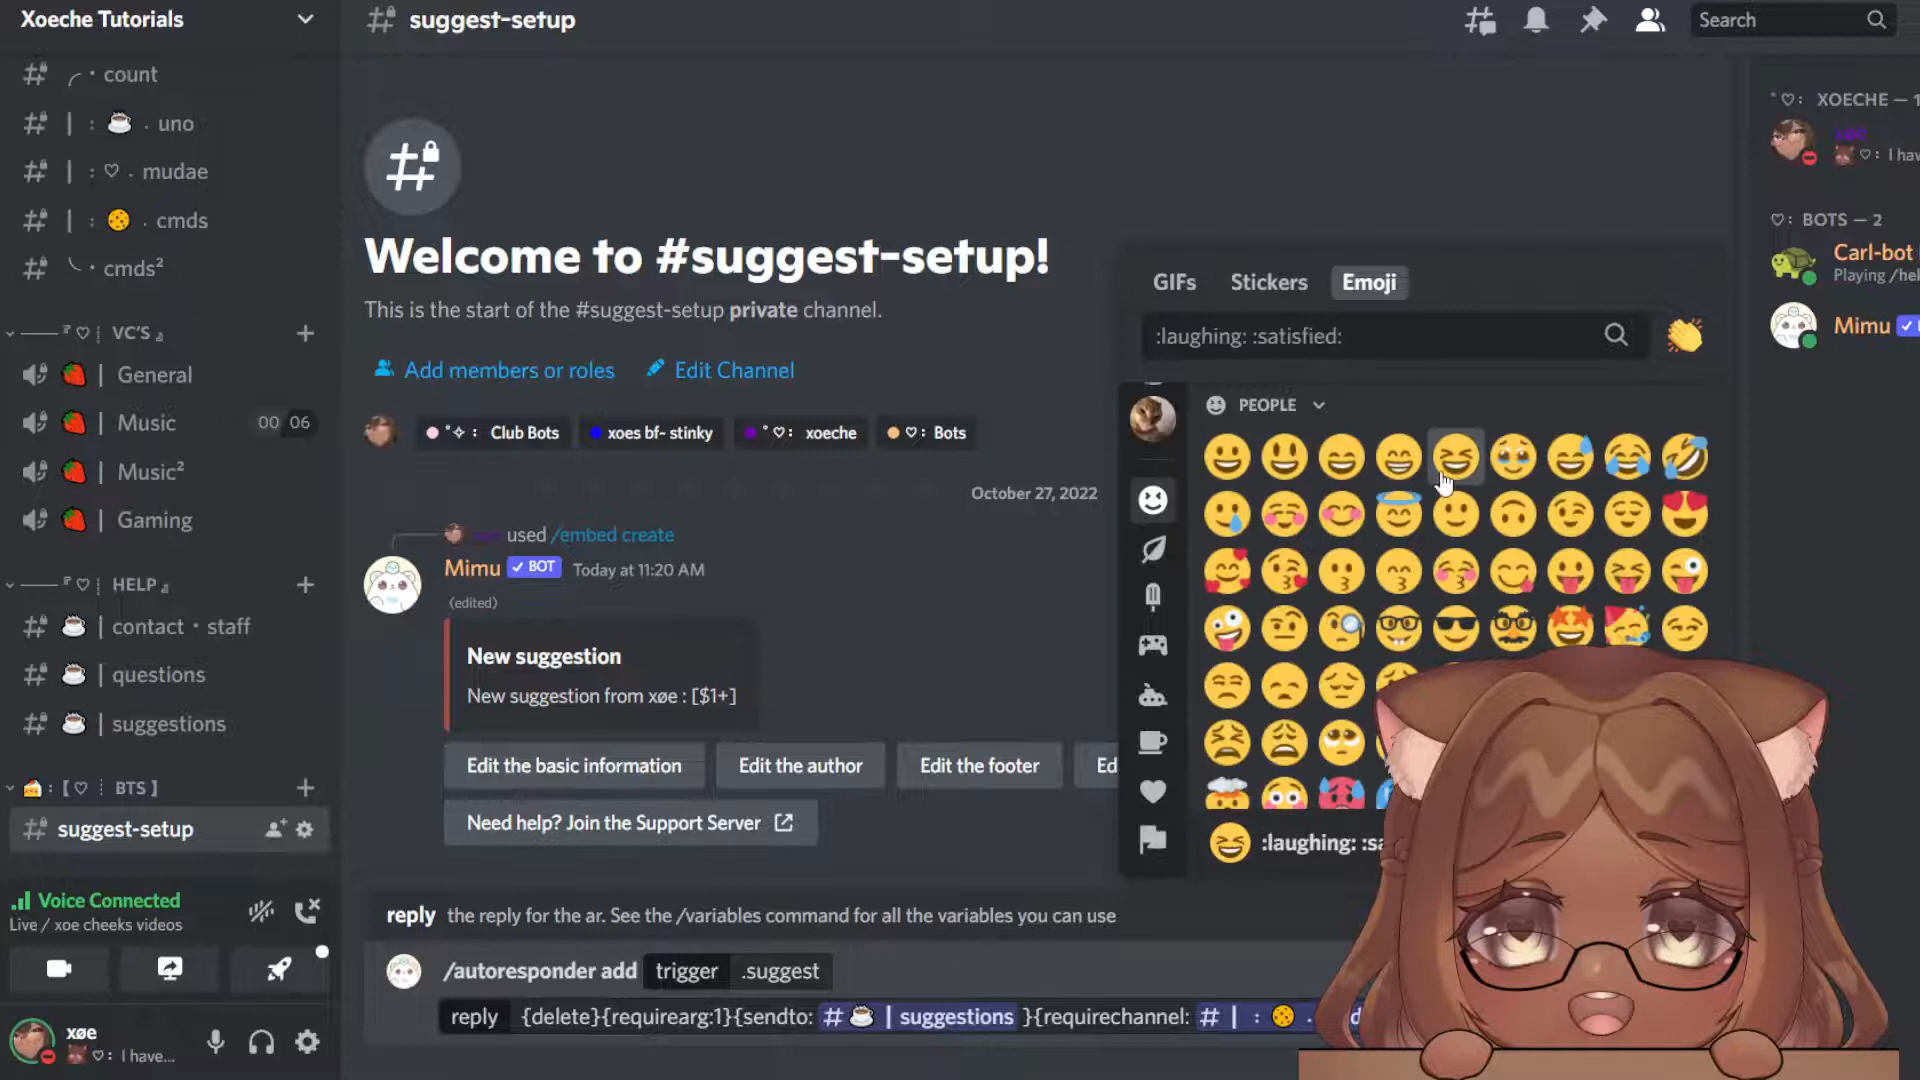 Xoeche Tutorials
count
| : ☕ . uno
| : ♡ . mudae
| : 🍪 . cmds
cmds²
『 ♡ ┊ VC'S 』
🍓 | General
🍓 | Music
00 06
🍓 | Music²
🍓 | Gaming
『 ♡ ┊ HELP 』
☕ | contact・staff
☕ | questions
☕ | suggestions
🧀 : [ ♡ ┊ BTS ]
suggest-setup
Voice Connected
Live / xoe cheeks videos
xøe
♡: I have...
suggest-setup
Search
Welcome to #suggest-setup!
This is the start of the #suggest-setup private channel.
Add members or roles
Edit Channel
Club Bots
xoes bf- stinky
♡: xoeche
♡: Bots
October 27, 2022
used /embed create
Mimu ✓ BOT Today at 11:20 AM
(edited)
New suggestion
New suggestion from xøe : [$1+]
Edit the basic information
Edit the author
Edit the footer
Ed
Need help? Join the Support Server
reply the reply for the ar. See the /variables command for all the variables you can use
/autoresponder add trigger .suggest
reply {delete}{requirearg:1}{sendto: # ☕ | suggestions }{requirechannel: # | : 🍪 .
GIFs Stickers Emoji
:laughing: :satisfied:
PEOPLE
:laughing: :sa
♡: XOECHE — 1
xøe
♡: I hav
♡: BOTS — 2
Carl-bot
Playing /hel
Mimu